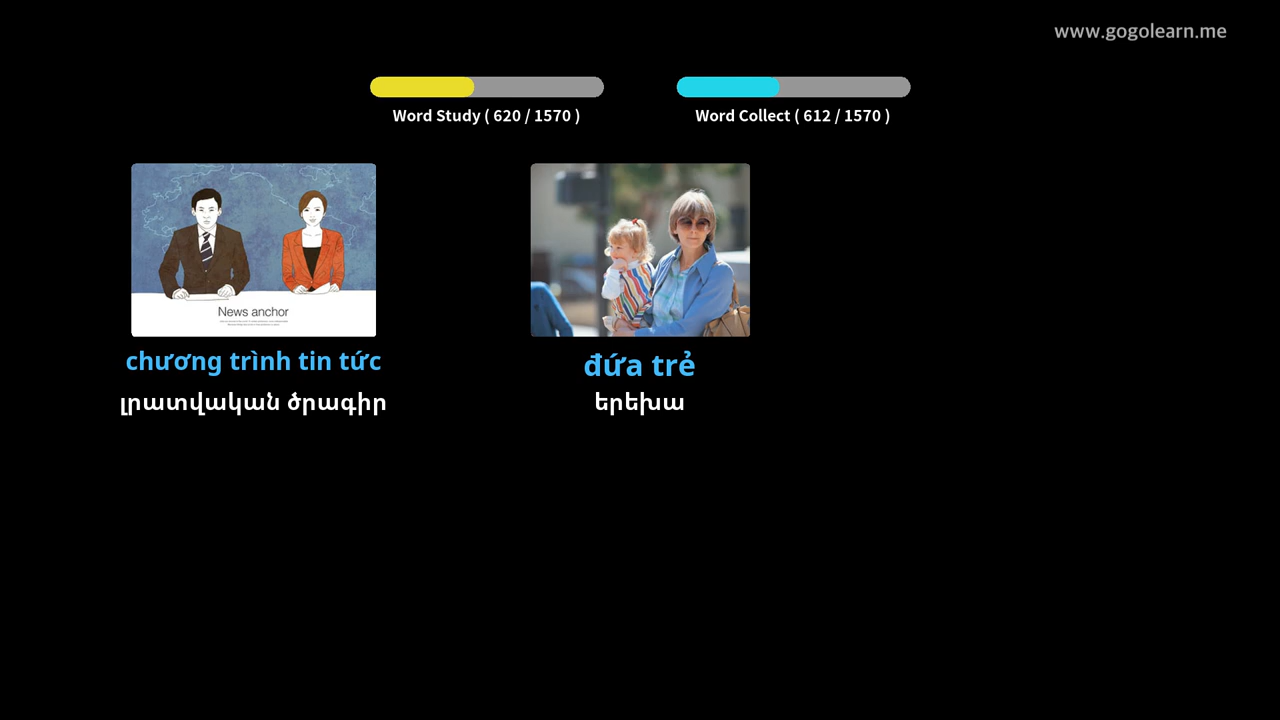 www.gogolearn.me
Word Study ( 620 / 1570 )
Word Collect ( 612 / 1570 )
News anchor
chương trình tin tức
լրատվական ծրագիր
đứa trẻ
երեխա